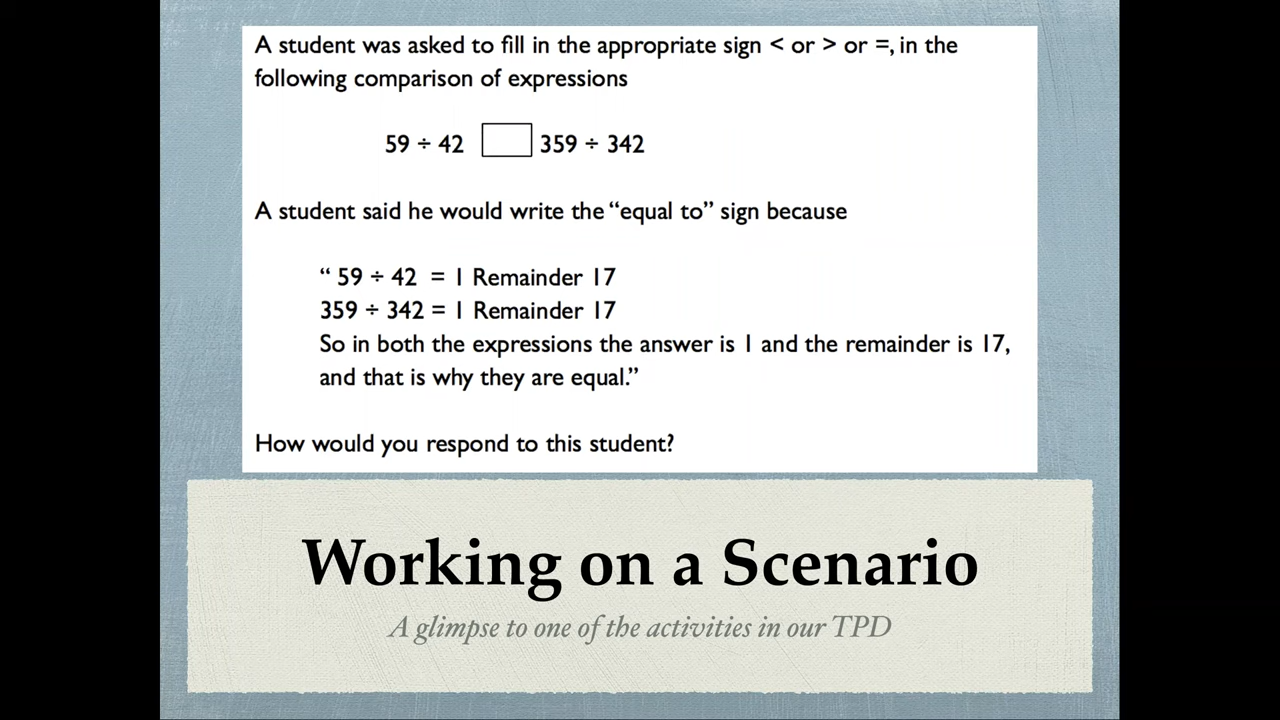 A student was asked to fill in the appropriate sign < or > or =, in the
following comparison of expressions
59 ÷ 42 359 ÷ 342
A student said he would write the “equal to” sign because
“ 59 ÷ 42 = 1 Remainder 17
359 ÷ 342 = 1 Remainder 17
So in both the expressions the answer is 1 and the remainder is 17,
and that is why they are equal.”
How would you respond to this student?
Working on a Scenario
A glimpse to one of the activities in our TPD